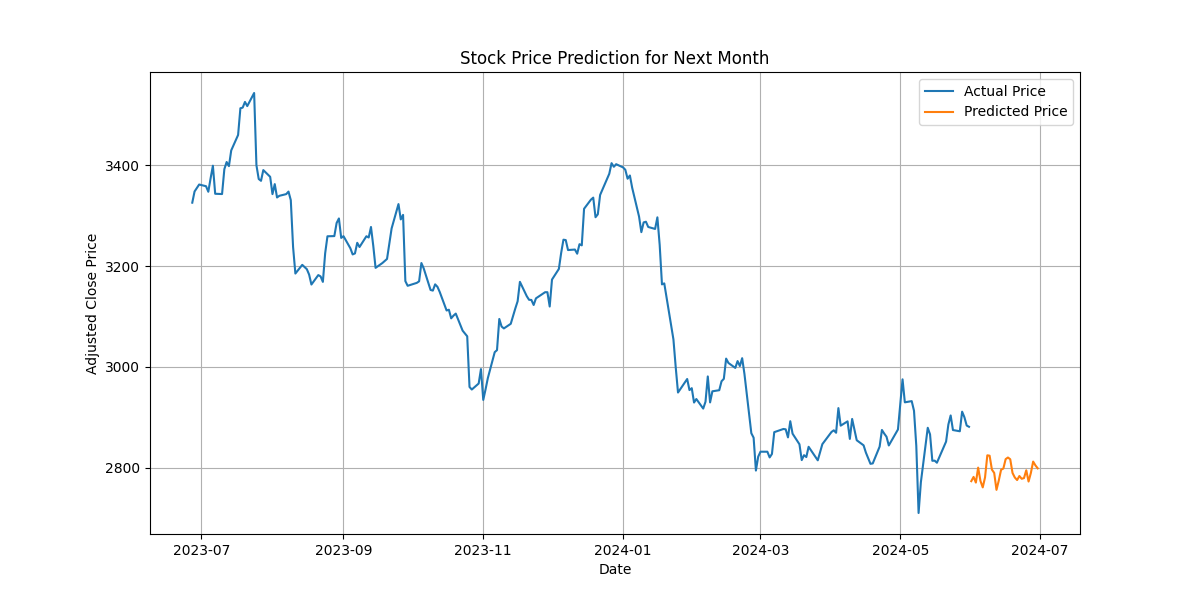 Stock Price Prediction for Next Month
Actual Price
Predicted Price
Adjusted Close Price
3400
3200
3000
2800
2023-07
2023-09
2023-11
2024-01
2024-03
2024-05
2024-07
Date